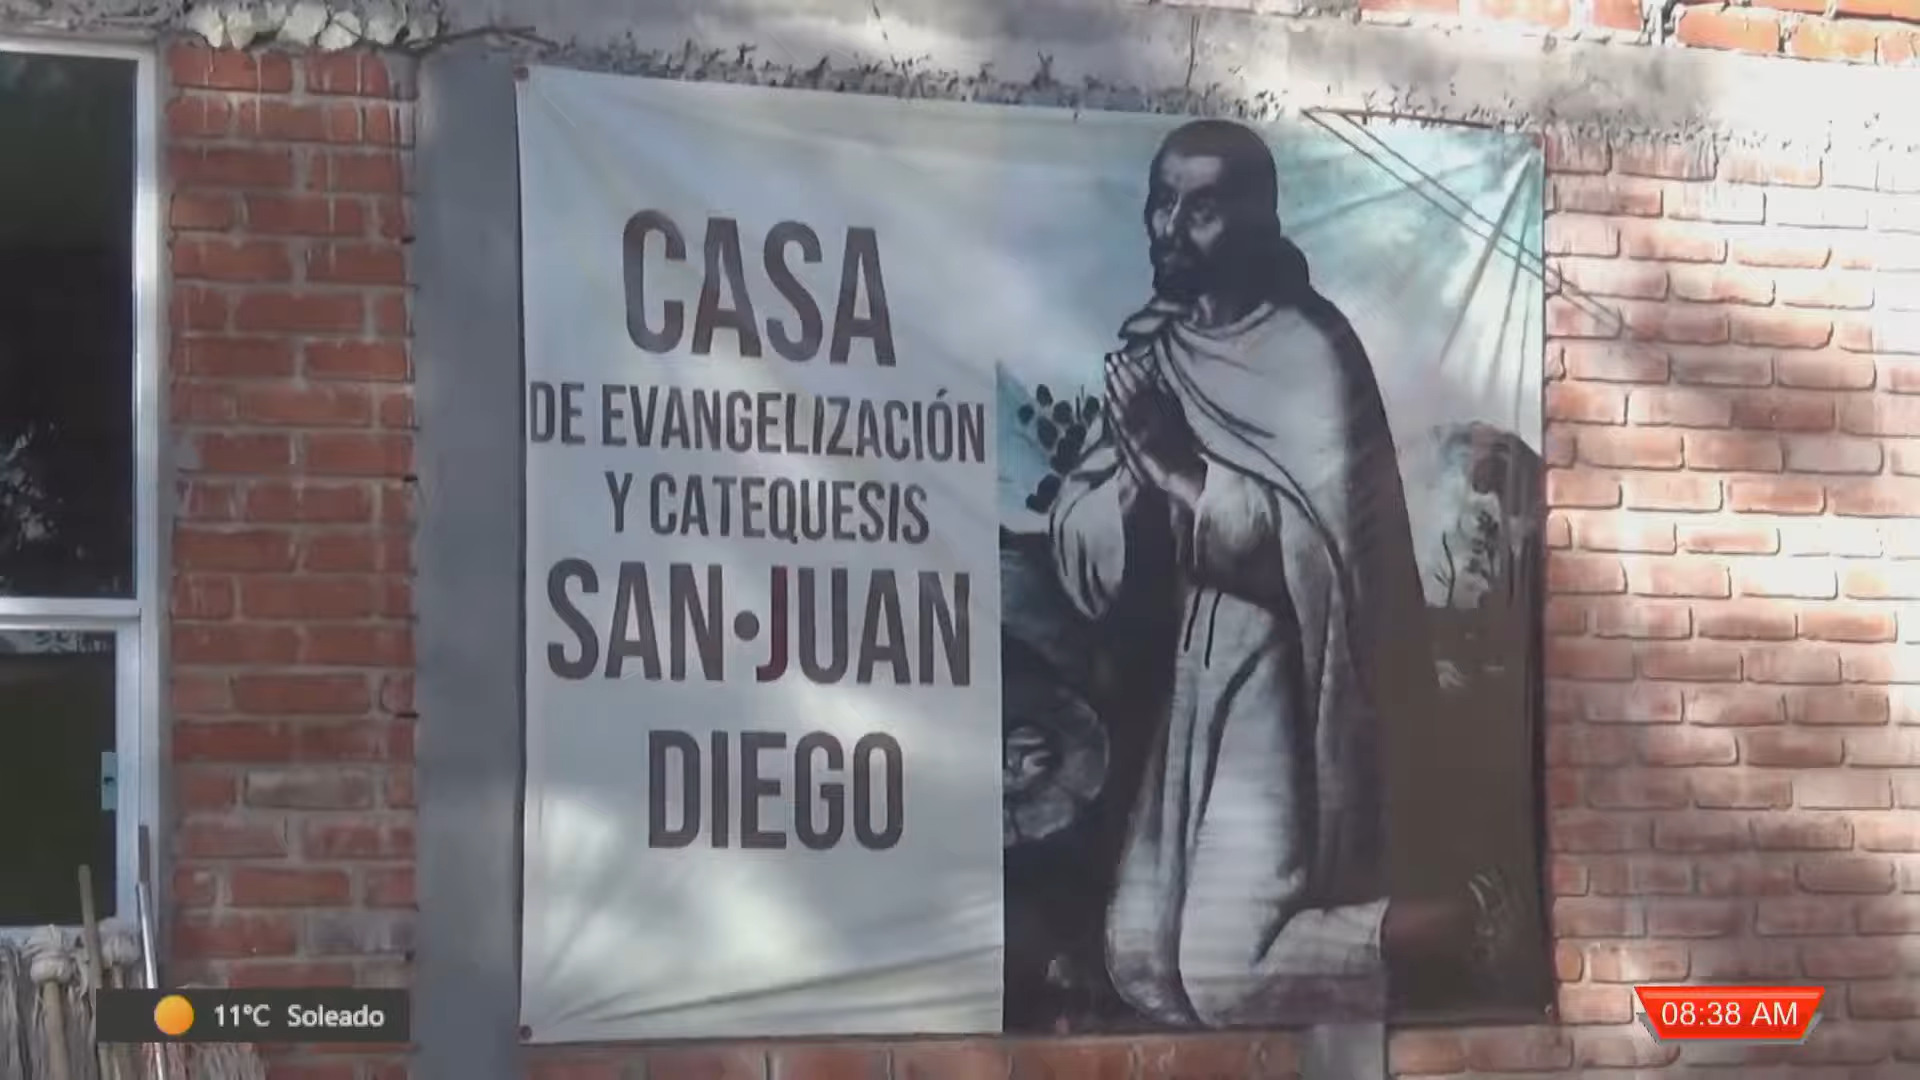 CASA
DE EVANGELIZACIÓN
Y CATEQUESIS
SAN•JUAN
DIEGO
11°C Soleado
08:38 AM